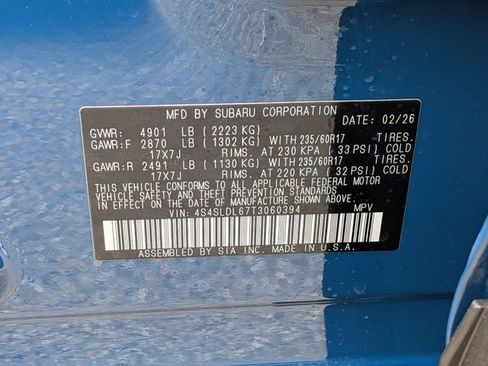 MFD BY SUBARU CORPORATION DATE: 02/26
GVWR: 4901 LB (2223 KG)
GAWR:F 2870 LB (1302 KG) WITH 235/60R17 TIRES.
17X7J RIMS. AT 230 KPA (33 PSI) COLD
GAWR:R 2491 LB (1130 KG) WITH 235/60R17 TIRES.
17X7J RIMS. AT 220 KPA (32 PSI) COLD
THIS VEHICLE CONFORMS TO ALL APPLICABLE FEDERAL MOTOR
VEHICLE SAFETY AND THEFT PREVENTION STANDARDS IN
EFFECT ON THE DATE OF MANUFACTURE SHOWN ABOVE.
VIN: 4S4SLDL67T3060394 MPV
ASSEMBLED BY SIA INC. MADE IN U.S.A.